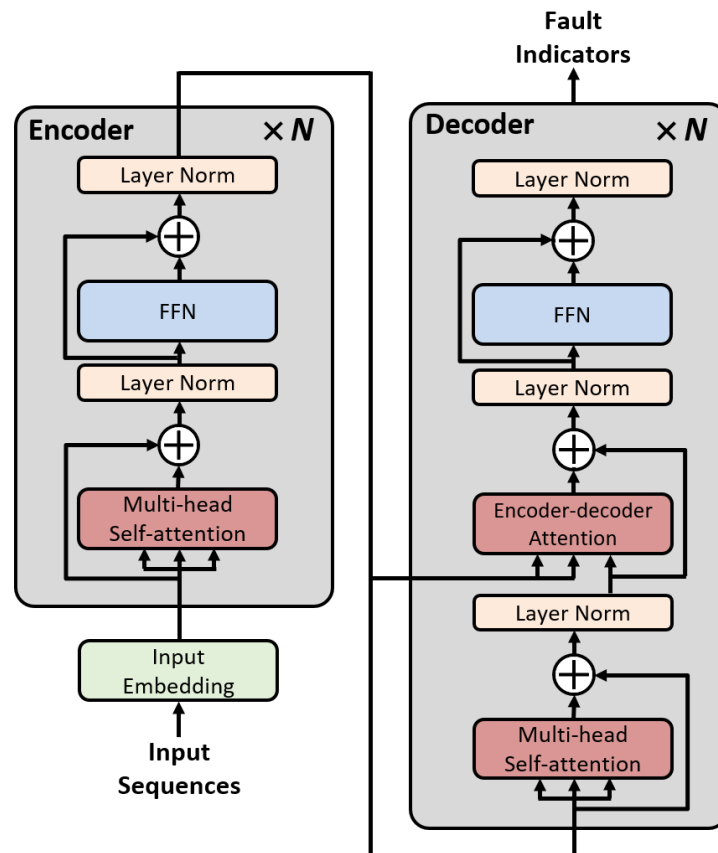 Encoder
× N
Layer Norm
FFN
Layer Norm
Multi-head
Self-attention
Input
Embedding
Input
Sequences
Fault
Indicators
Decoder
× N
Layer Norm
FFN
Layer Norm
Encoder-decoder
Attention
Layer Norm
Multi-head
Self-attention